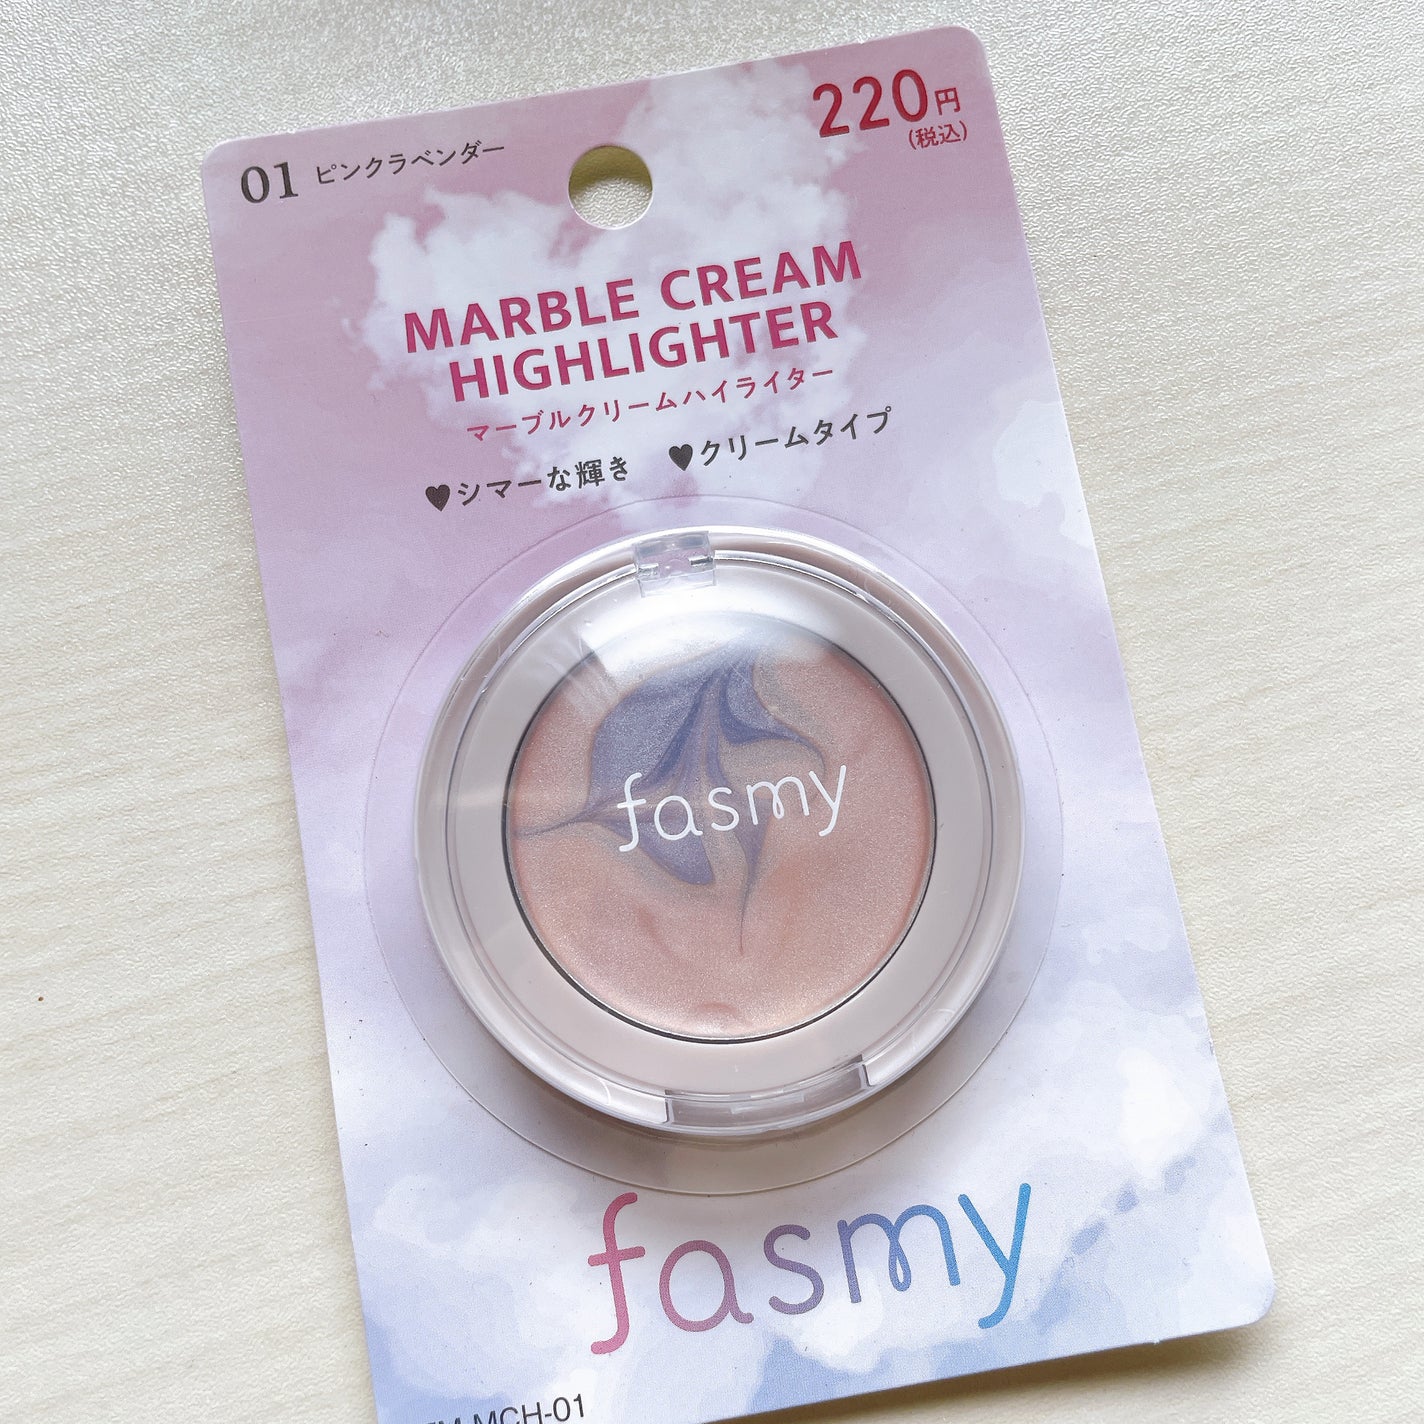 220円
(税込)
01 ピンクラベンダー
MARBLE CREAM
HIGHLIGHTER
マーブルクリームハイライター
♥シマーな輝き ♥クリームタイプ
fasmy
fasmy
MCH-01